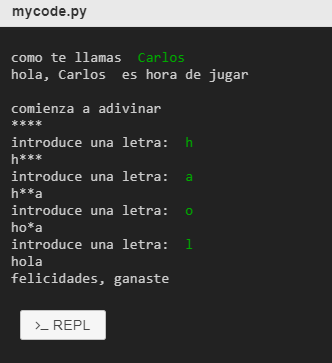 mycode.py
como te llamas  Carlos
hola, Carlos  es hora de jugar
comienza a adivinar
****
introduce una letra:  h
h***
introduce una letra:  a
h**a
introduce una letra:  o
ho*a
introduce una letra:  l
hola
felicidades, ganaste
>_ REPL